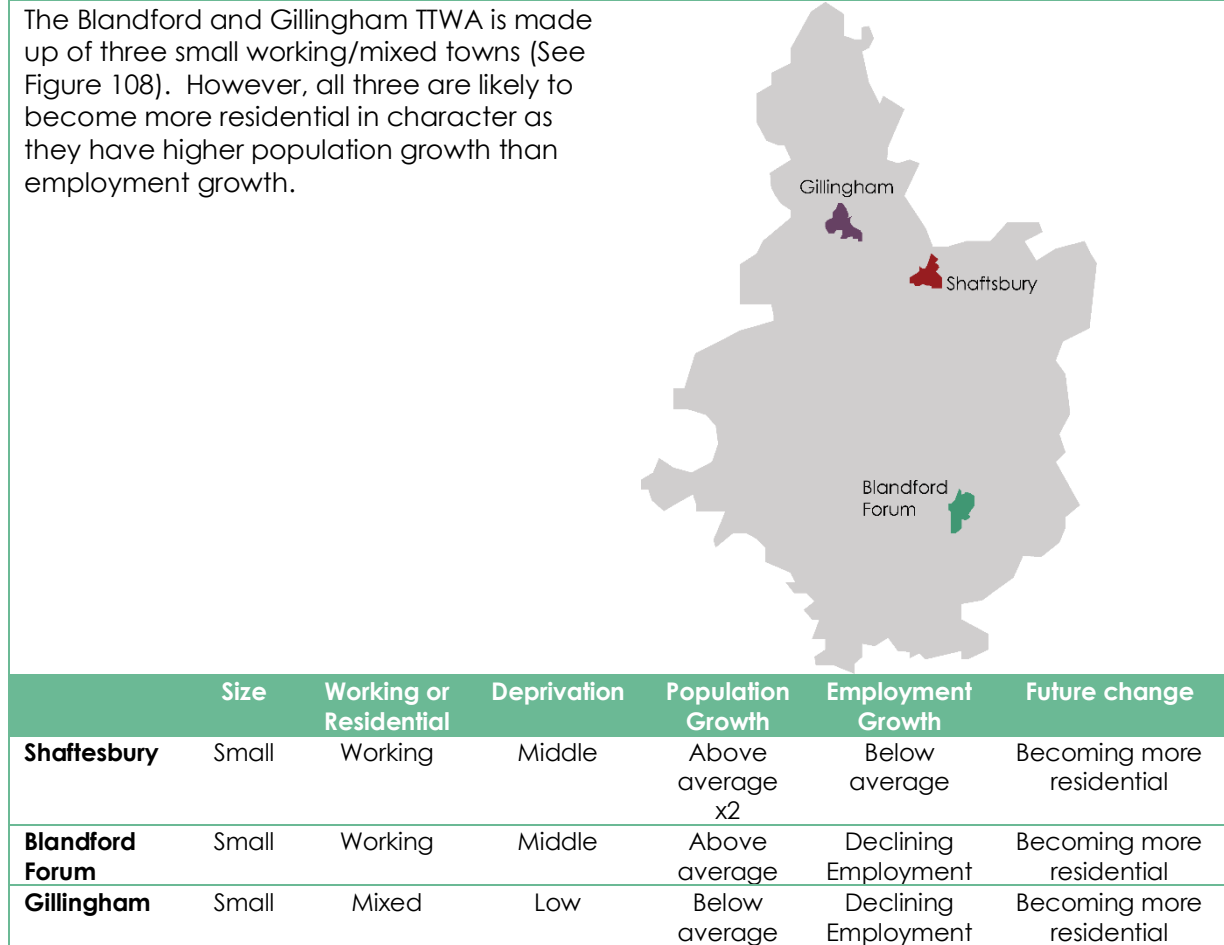 The Blandford and Gillingham TTWA is made
up of three small working/mixed towns (See
Figure 108).  However, all three are likely to
become more residential in character as
they have higher population growth than
employment growth.
Gillingham
Shaftsbury
Blandford
Forum
Size Working or Deprivation Population Employment Future change
Residential Growth Growth
Shaftesbury Small Working Middle Above Below Becoming more
average average residential
x2
Blandford Small Working Middle Above Declining Becoming more
Forum average Employment residential
Gillingham Small Mixed Low Below Declining Becoming more
average Employment residential